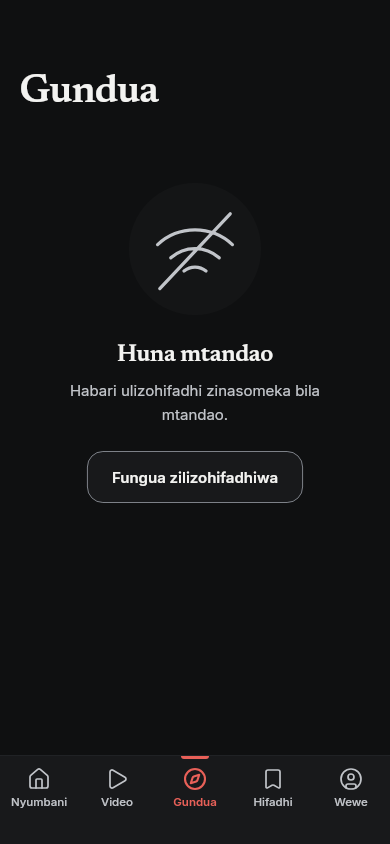 Gundua
Huna mtandao
Habari ulizohifadhi zinasomeka bila
mtandao.
Fungua zilizohifadhiwa
Nyumbani
Video
Gundua
Hifadhi
Wewe